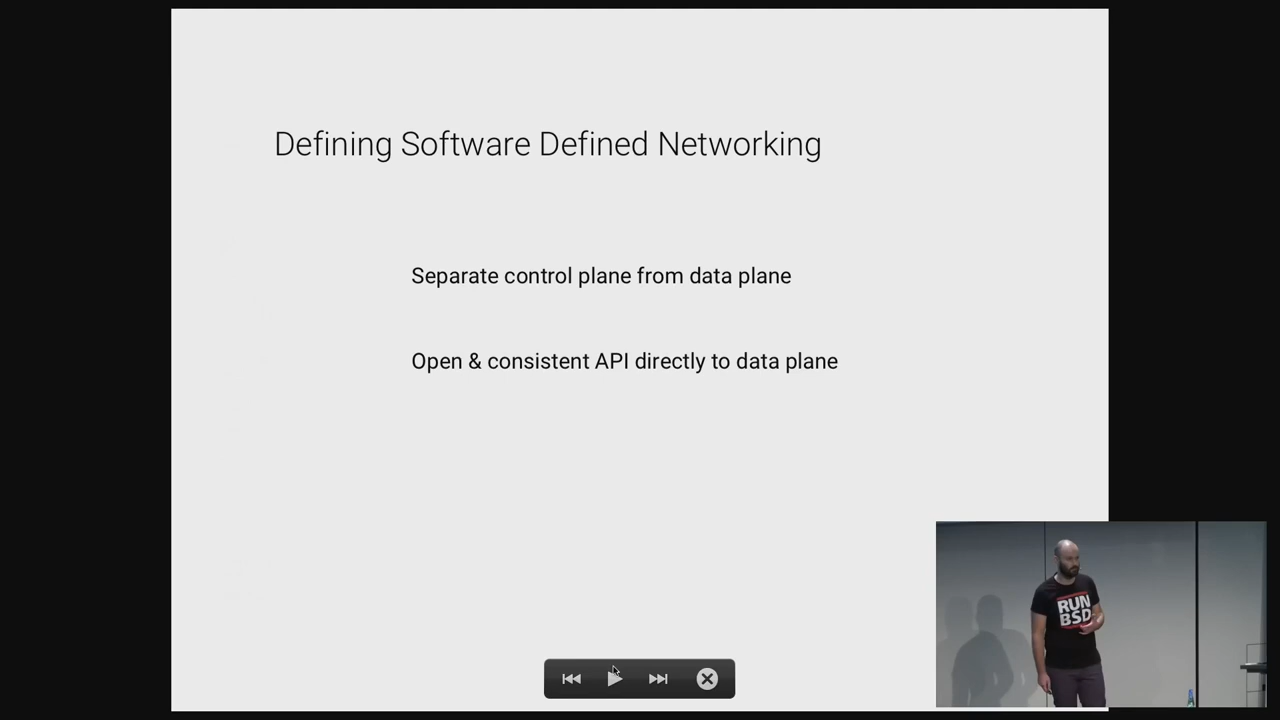 Defining Software Defined Networking
Separate control plane from data plane
Open & consistent API directly to data plane
RUN
BSD